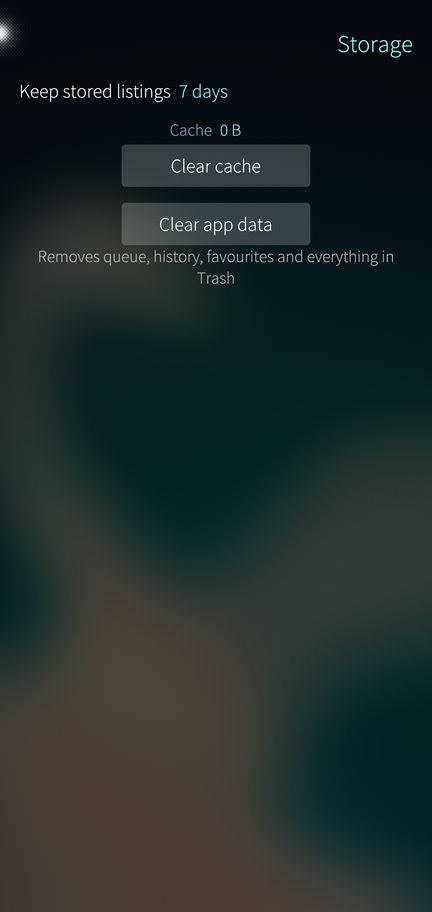 Storage
Keep stored listings 7 days
Cache 0 B
Clear cache
Clear app data
Removes queue, history, favourites and everything in
Trash